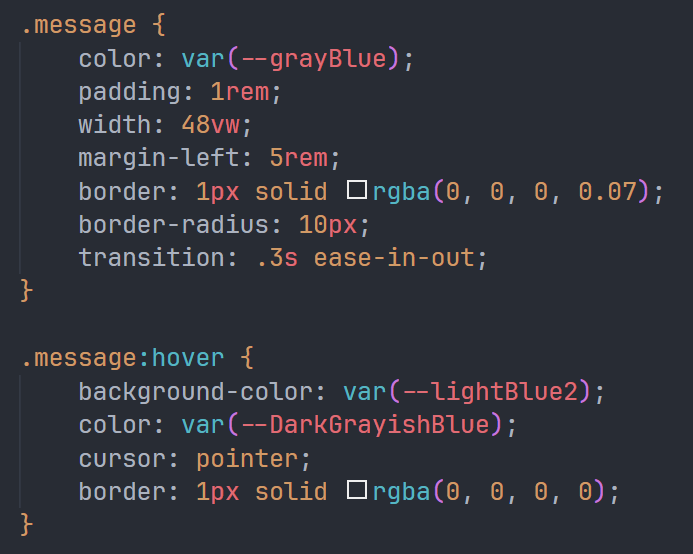 .message {
    color: var(--grayBlue);
    padding: 1rem;
    width: 48vw;
    margin-left: 5rem;
    border: 1px solid rgba(0, 0, 0, 0.07);
    border-radius: 10px;
    transition: .3s ease-in-out;
}

.message:hover {
    background-color: var(--lightBlue2);
    color: var(--DarkGrayishBlue);
    cursor: pointer;
    border: 1px solid rgba(0, 0, 0, 0);
}